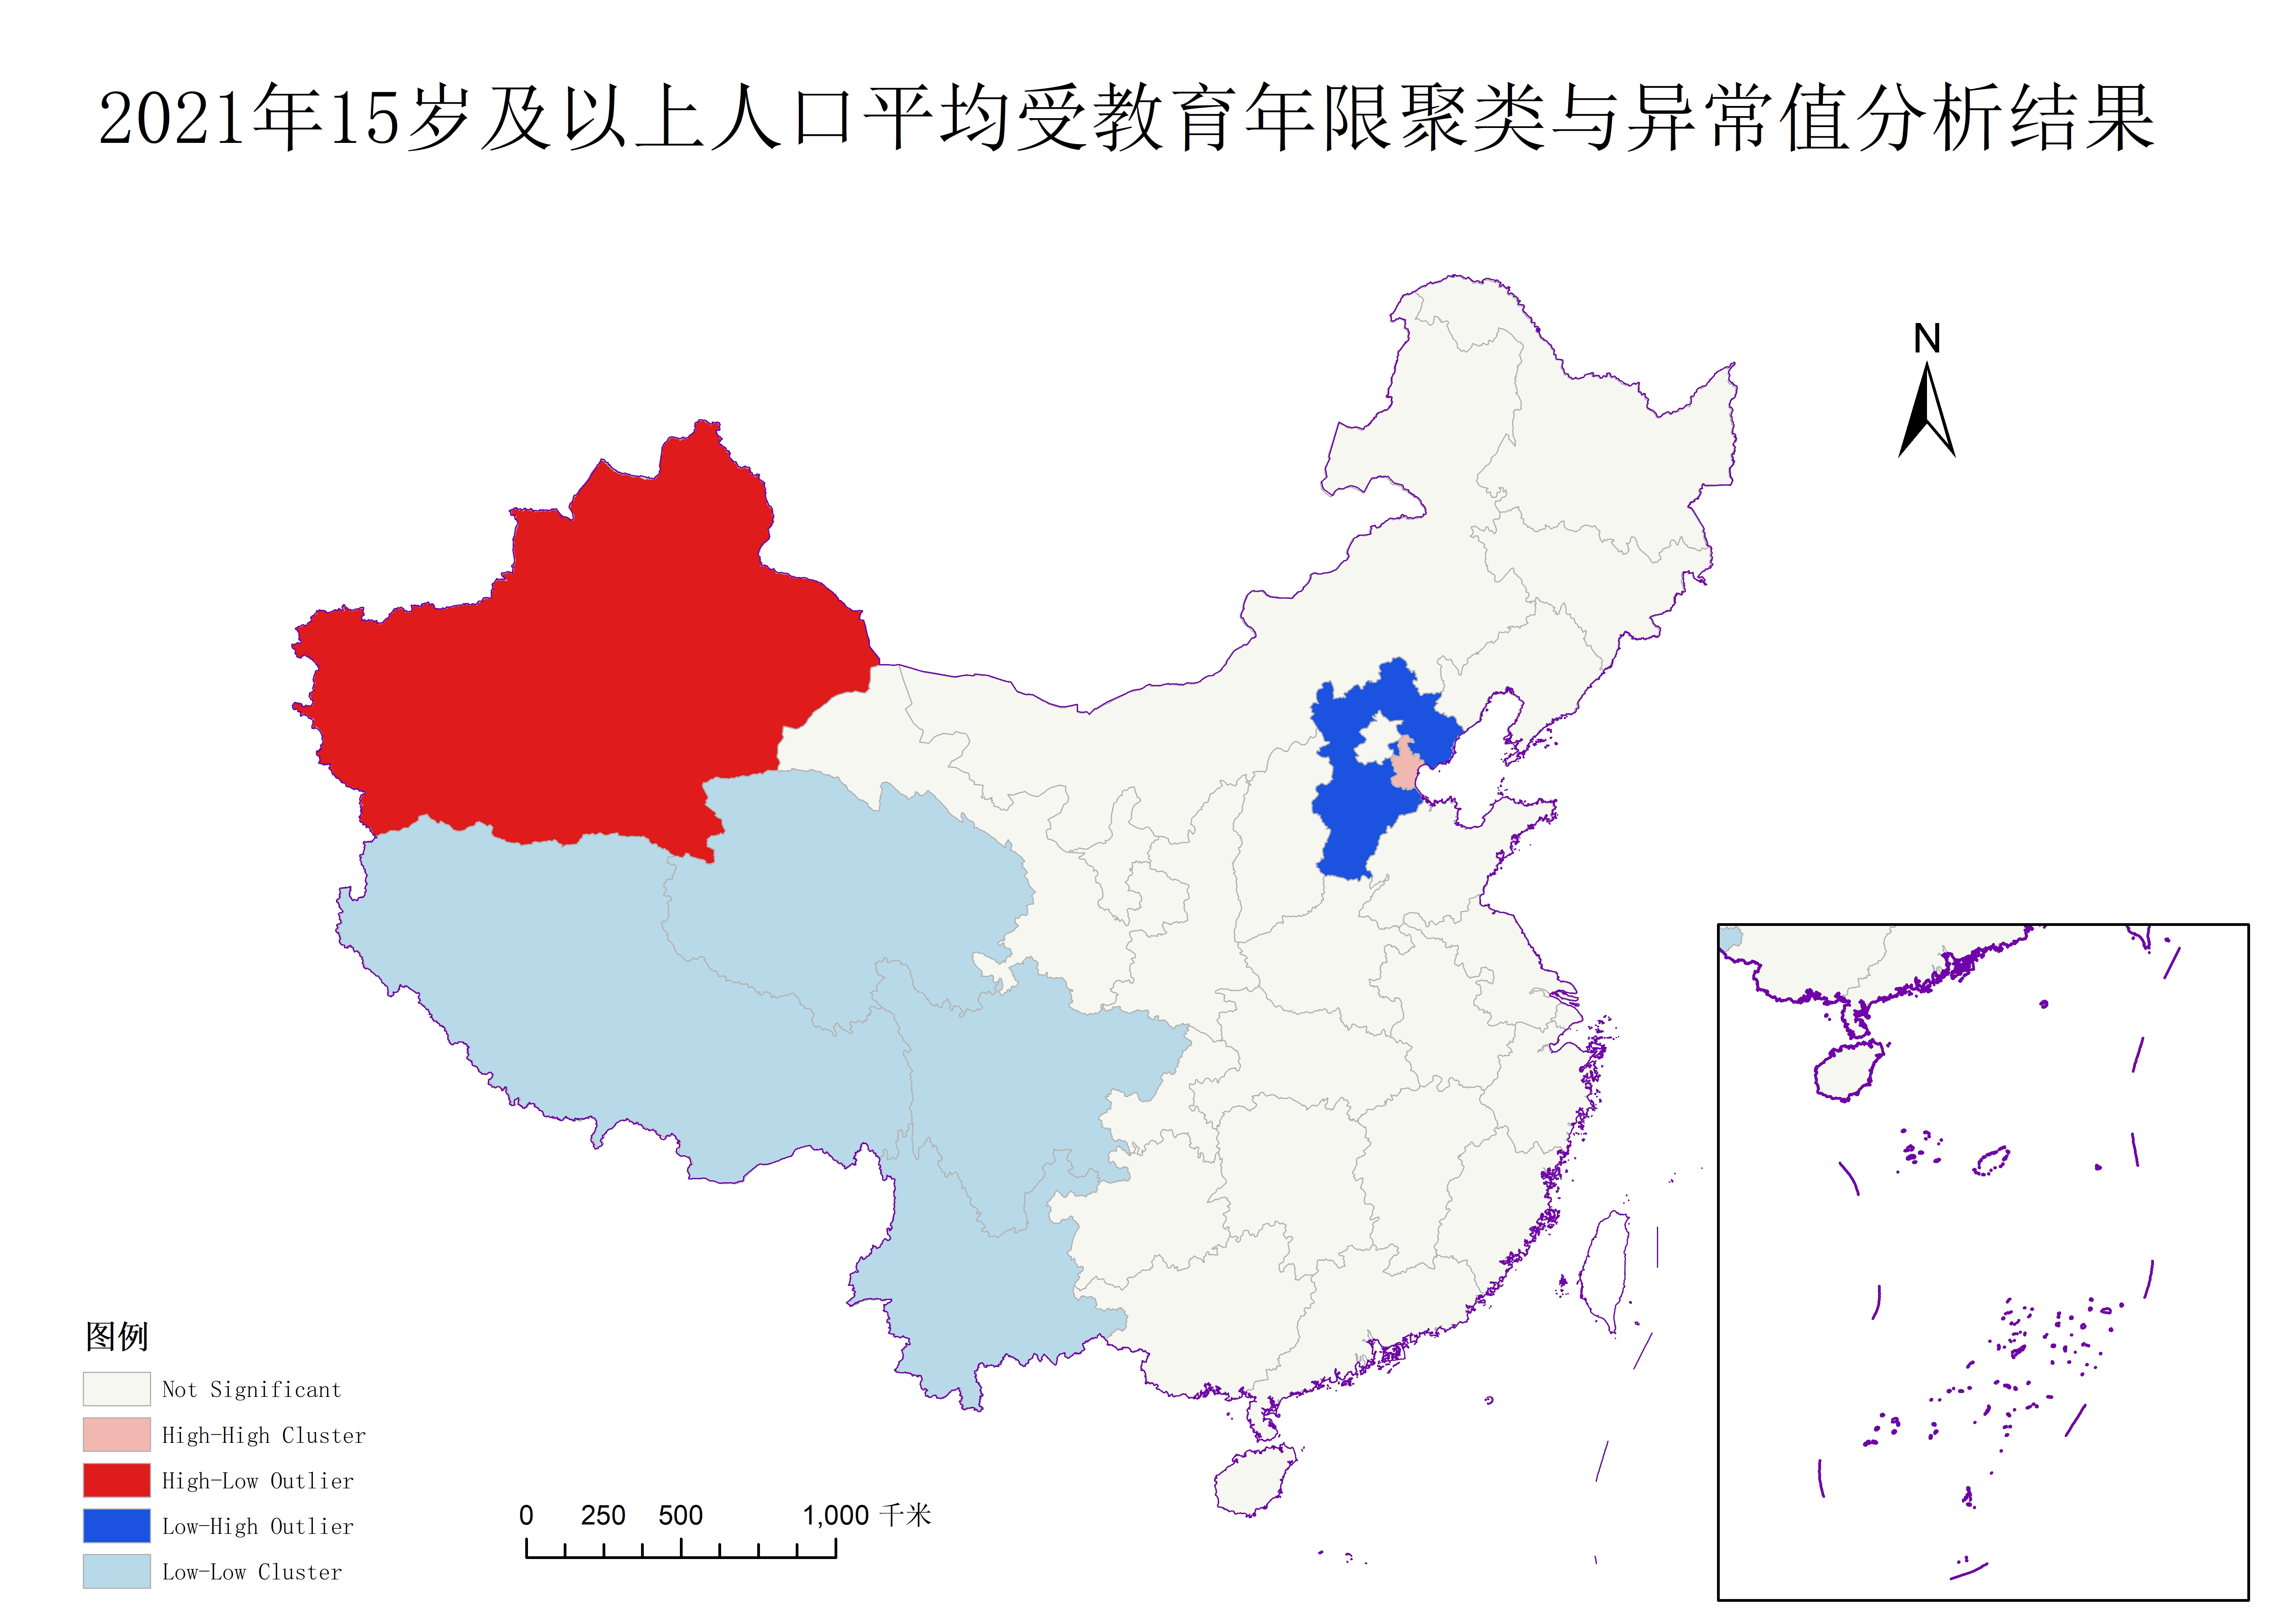 2021年15岁及以上人口平均受教育年限聚类与异常值分析结果
N
图例
Not Significant
High-High Cluster
High-Low Outlier
Low-High Outlier
Low-Low Cluster
0 250 500 1,000 千米